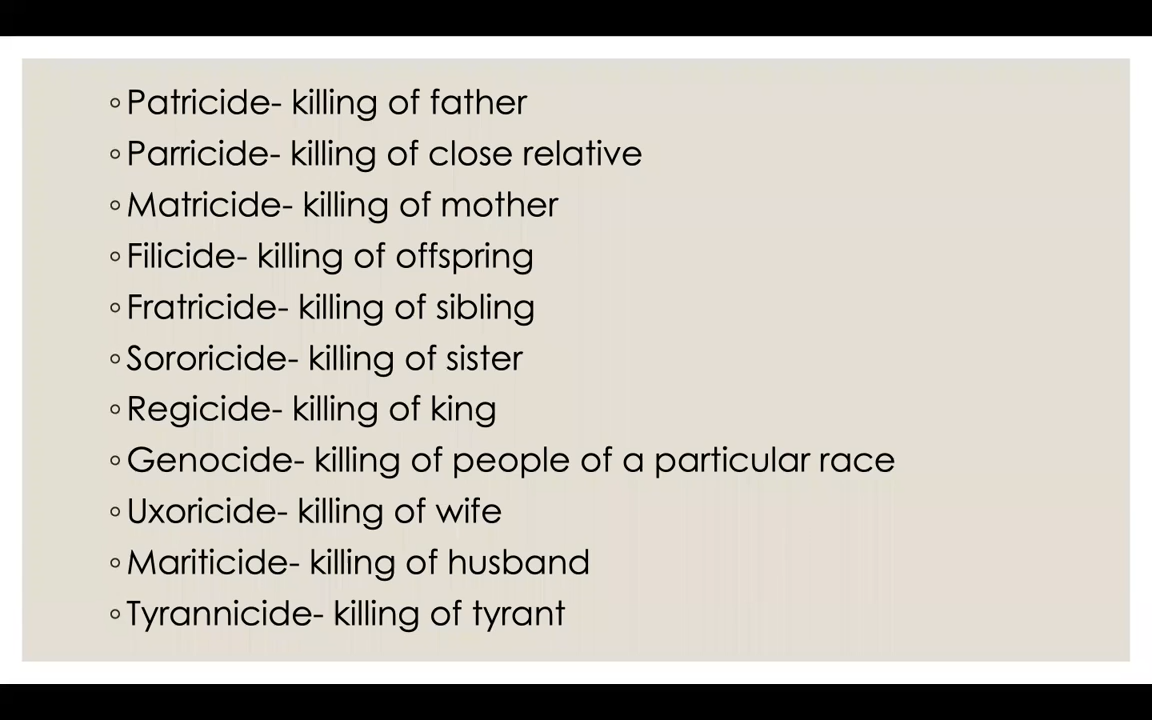 ◦Patricide- killing of father
◦Parricide- killing of close relative
◦Matricide- killing of mother
◦Filicide- killing of offspring
◦Fratricide- killing of sibling
◦Sororicide- killing of sister
◦Regicide- killing of king
◦Genocide- killing of people of a particular race
◦Uxoricide- killing of wife
◦Mariticide- killing of husband
◦Tyrannicide- killing of tyrant